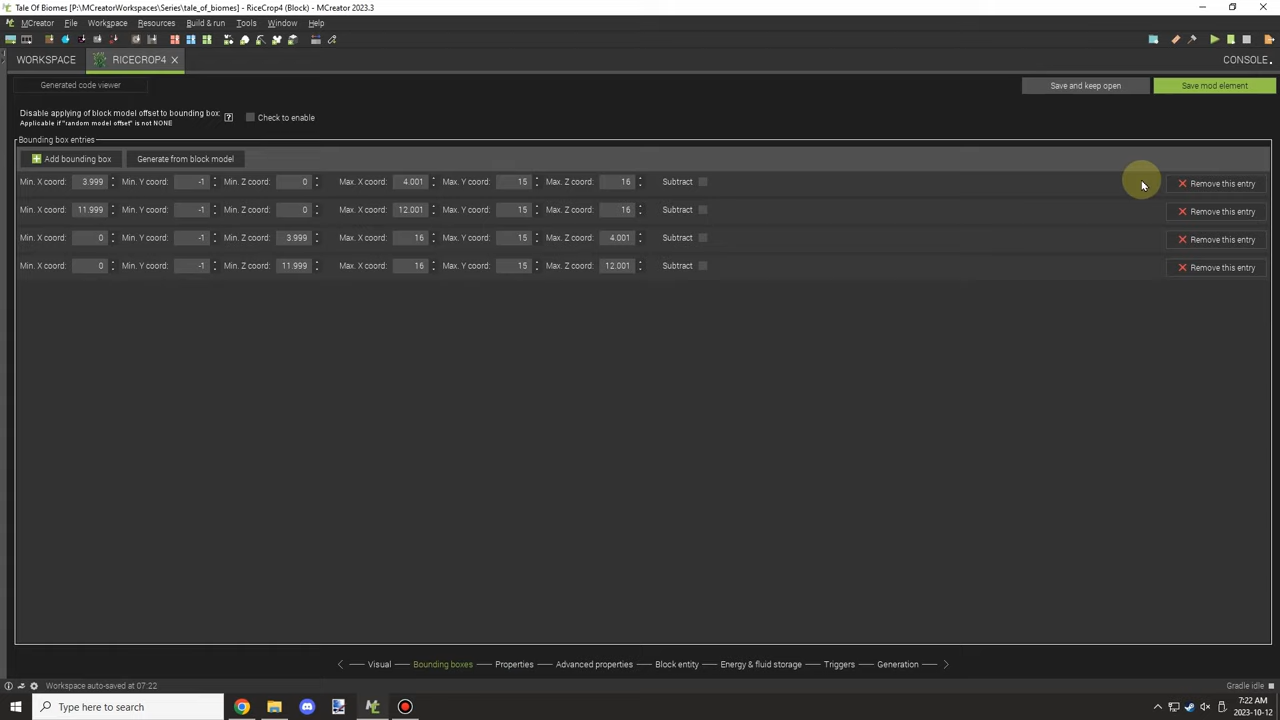 Tale Of Biomes [P:\MCreatorWorkspaces\Series\tale_of_biomes] - RiceCrop4 (Block) - MCreator 2023.3
MCreator File Workspace Resources Build & run Tools Window Help
WORKSPACE RICECROP4 CONSOLE
Generated code viewer Save and keep open Save mod element
Disable applying of block model offset to bounding box: ? Check to enable
Applicable if "random model offset" is not NONE
Bounding box entries
Add bounding box Generate from block model
Min. X coord: 3.999 Min. Y coord: -1 Min. Z coord: 0 Max. X coord: 4.001 Max. Y coord: 15 Max. Z coord: 16 Subtract Remove this entry
Min. X coord: 11.999 Min. Y coord: -1 Min. Z coord: 0 Max. X coord: 12.001 Max. Y coord: 15 Max. Z coord: 16 Subtract Remove this entry
Min. X coord: 0 Min. Y coord: -1 Min. Z coord: 3.999 Max. X coord: 16 Max. Y coord: 15 Max. Z coord: 4.001 Subtract Remove this entry
Min. X coord: 0 Min. Y coord: -1 Min. Z coord: 11.999 Max. X coord: 16 Max. Y coord: 15 Max. Z coord: 12.001 Subtract Remove this entry
Visual Bounding boxes Properties Advanced properties Block entity Energy & fluid storage Triggers Generation
Workspace auto-saved at 07:22 Gradle idle
Type here to search 7:22 AM
2023-10-12